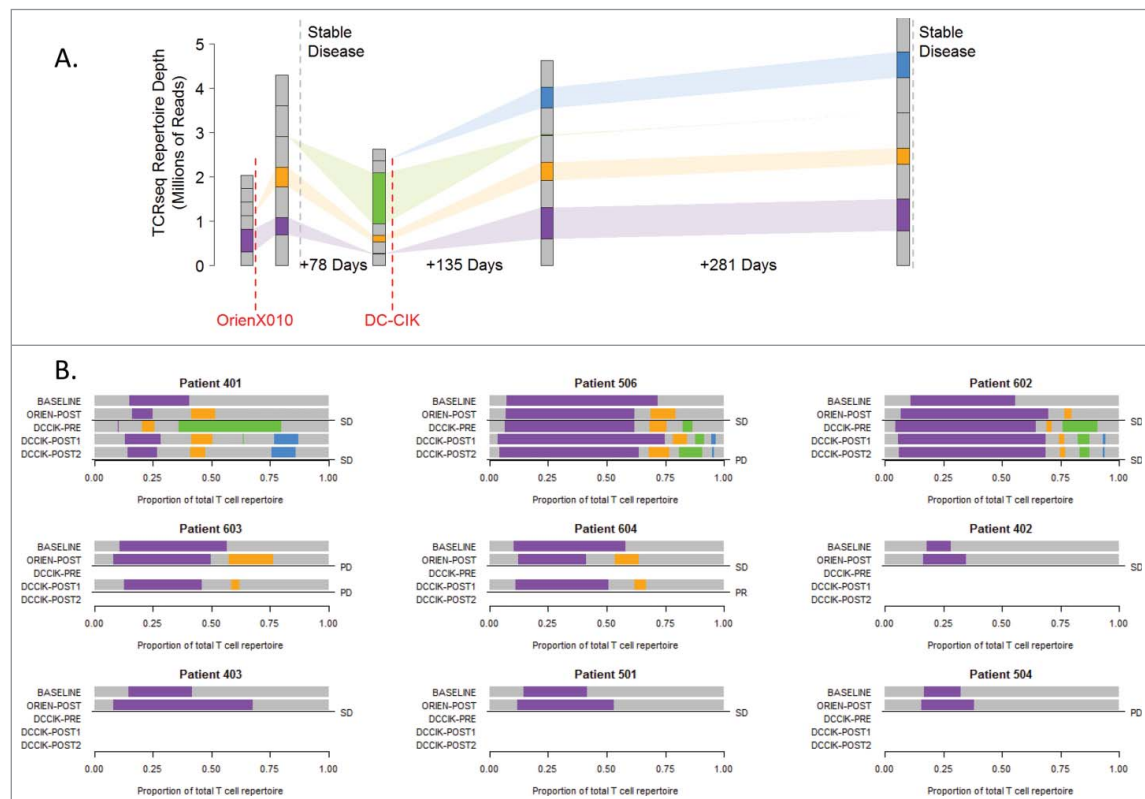 A.
Stable
Disease
Stable
Disease
TCRseq Repertoire Depth
(Millions of Reads)
5
4
3
2
1
0
+78 Days
+135 Days
+281 Days
OrienX010
DC-CIK
B.
Patient 401
BASELINE
ORIEN-POST
SD
DCCIK-PRE
DCCIK-POST1
DCCIK-POST2
SD
0.00 0.25 0.50 0.75 1.00
Proportion of total T cell repertoire
Patient 506
BASELINE
ORIEN-POST
SD
DCCIK-PRE
DCCIK-POST1
DCCIK-POST2
PD
0.00 0.25 0.50 0.75 1.00
Proportion of total T cell repertoire
Patient 602
BASELINE
ORIEN-POST
SD
DCCIK-PRE
DCCIK-POST1
DCCIK-POST2
SD
0.00 0.25 0.50 0.75 1.00
Proportion of total T cell repertoire
Patient 603
BASELINE
ORIEN-POST
PD
DCCIK-PRE
DCCIK-POST1
PD
DCCIK-POST2
0.00 0.25 0.50 0.75 1.00
Proportion of total T cell repertoire
Patient 604
BASELINE
ORIEN-POST
SD
DCCIK-PRE
DCCIK-POST1
PR
DCCIK-POST2
0.00 0.25 0.50 0.75 1.00
Proportion of total T cell repertoire
Patient 402
BASELINE
ORIEN-POST
SD
DCCIK-PRE
DCCIK-POST1
DCCIK-POST2
0.00 0.25 0.50 0.75 1.00
Proportion of total T cell repertoire
Patient 403
BASELINE
ORIEN-POST
SD
DCCIK-PRE
DCCIK-POST1
DCCIK-POST2
0.00 0.25 0.50 0.75 1.00
Proportion of total T cell repertoire
Patient 501
BASELINE
ORIEN-POST
SD
DCCIK-PRE
DCCIK-POST1
DCCIK-POST2
0.00 0.25 0.50 0.75 1.00
Proportion of total T cell repertoire
Patient 504
BASELINE
ORIEN-POST
PD
DCCIK-PRE
DCCIK-POST1
DCCIK-POST2
0.00 0.25 0.50 0.75 1.00
Proportion of total T cell repertoire